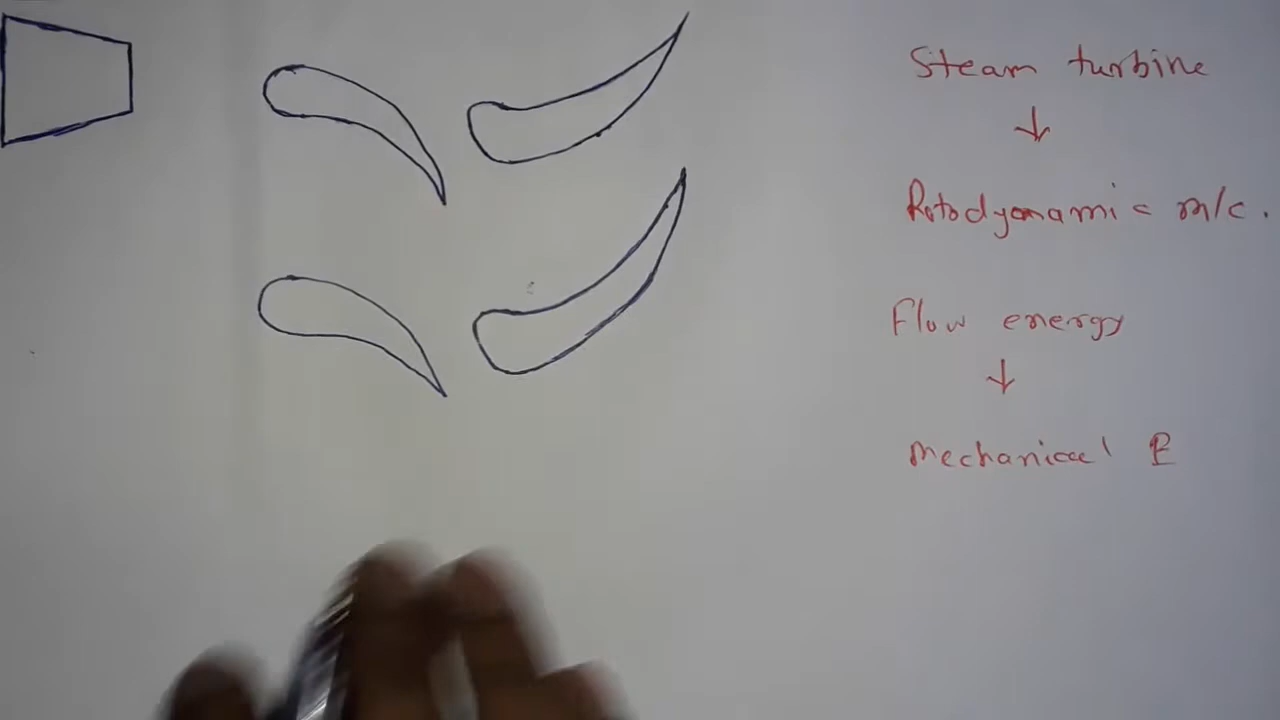 Steam turbine
↓
Rotodynamic m/c.
Flow energy
↓
Mechanical E